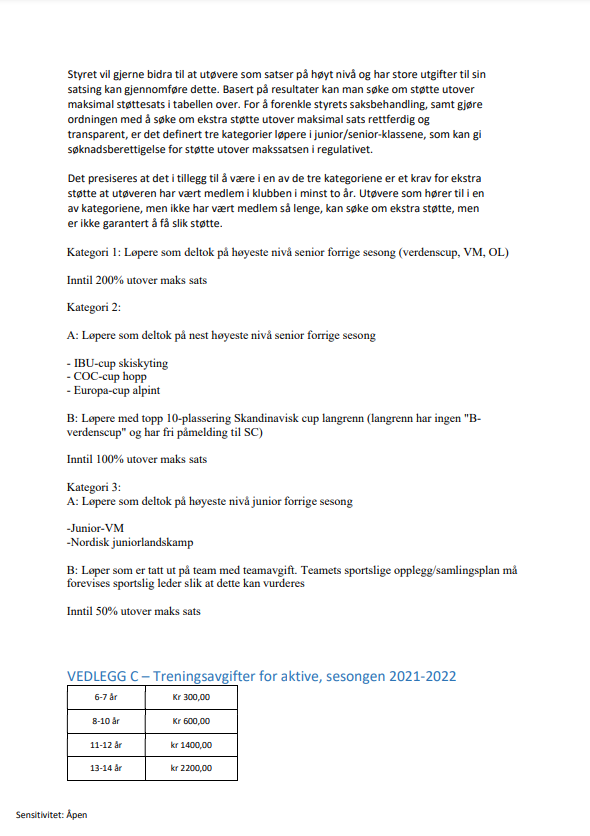 Styret vil gjerne bidra til at utøvere som satser på høyt nivå og har store utgifter til sin
satsing kan gjennomføre dette. Basert på resultater kan man søke om støtte utover
maksimal støttesats i tabellen over. For å forenkle styrets saksbehandling, samt gjøre
ordningen med å søke om ekstra støtte utover maksimal sats rettferdig og
transparent, er det definert tre kategorier løpere i junior/senior-klassene, som kan gi
søknadsberettigelse for støtte utover makssatsen i regulativet.
Det presiseres at det i tillegg til å være i en av de tre kategoriene er et krav for ekstra
støtte at utøveren har vært medlem i klubben i minst to år. Utøvere som hører til i en
av kategoriene, men ikke har vært medlem så lenge, kan søke om ekstra støtte, men
er ikke garantert å få slik støtte.
Kategori 1: Løpere som deltok på høyeste nivå senior forrige sesong (verdenscup, VM, OL)
Inntil 200% utover maks sats
Kategori 2:
A: Løpere som deltok på nest høyeste nivå senior forrige sesong
- IBU-cup skiskyting
- COC-cup hopp
- Europa-cup alpint
B: Løpere med topp 10-plassering Skandinavisk cup langrenn (langrenn har ingen "B-
verdenscup" og har fri påmelding til SC)
Inntil 100% utover maks sats
Kategori 3:
A: Løpere som deltok på høyeste nivå junior forrige sesong
-Junior-VM
-Nordisk juniorlandskamp
B: Løper som er tatt ut på team med teamavgift. Teamets sportslige opplegg/samlingsplan må
forevises sportslig leder slik at dette kan vurderes
Inntil 50% utover maks sats
VEDLEGG C – Treningsavgifter for aktive, sesongen 2021-2022
6-7 år Kr 300,00
8-10 år Kr 600,00
11-12 år kr 1400,00
13-14 år kr 2200,00
Sensitivitet: Åpen